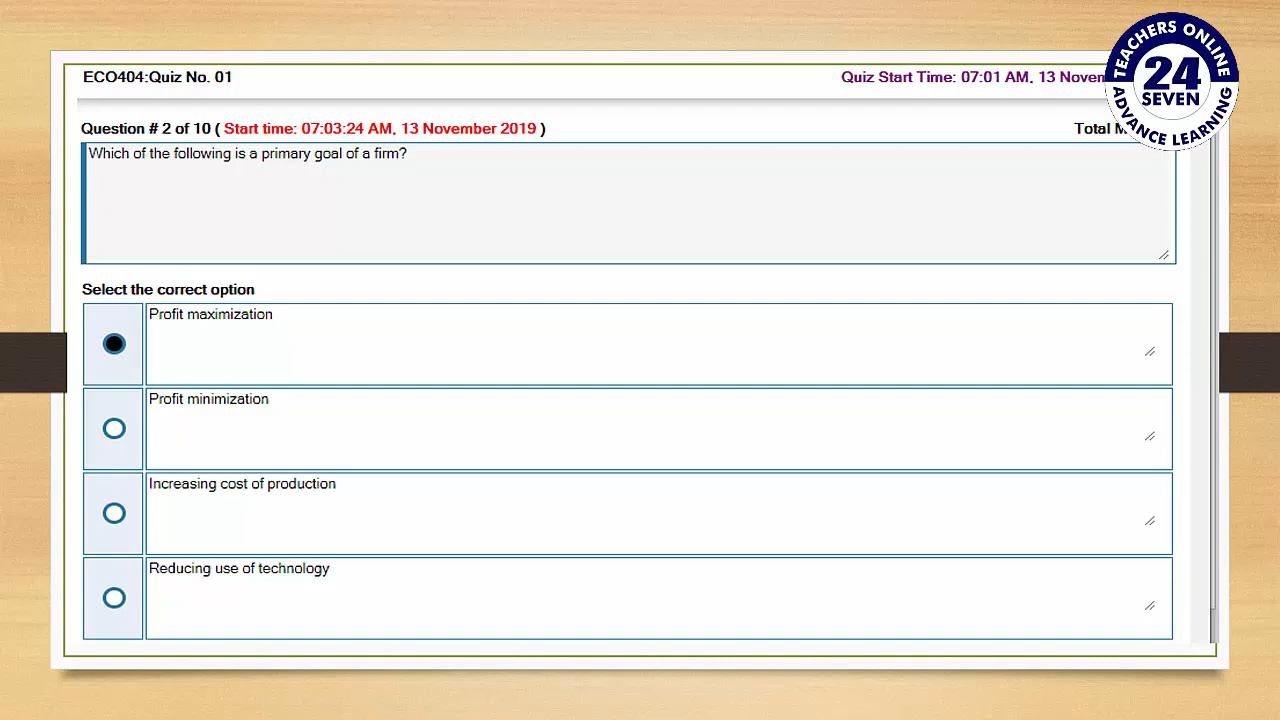 ECO404:Quiz No. 01
Quiz Start Time: 07:01 AM, 13
TEACHERS ONLINE
24
SEVEN
ADVANCE LEARNING
Question # 2 of 10 ( Start time: 07:03:24 AM, 13 November 2019 )
Total
Which of the following is a primary goal of a firm?
Select the correct option
Profit maximization
Profit minimization
Increasing cost of production
Reducing use of technology